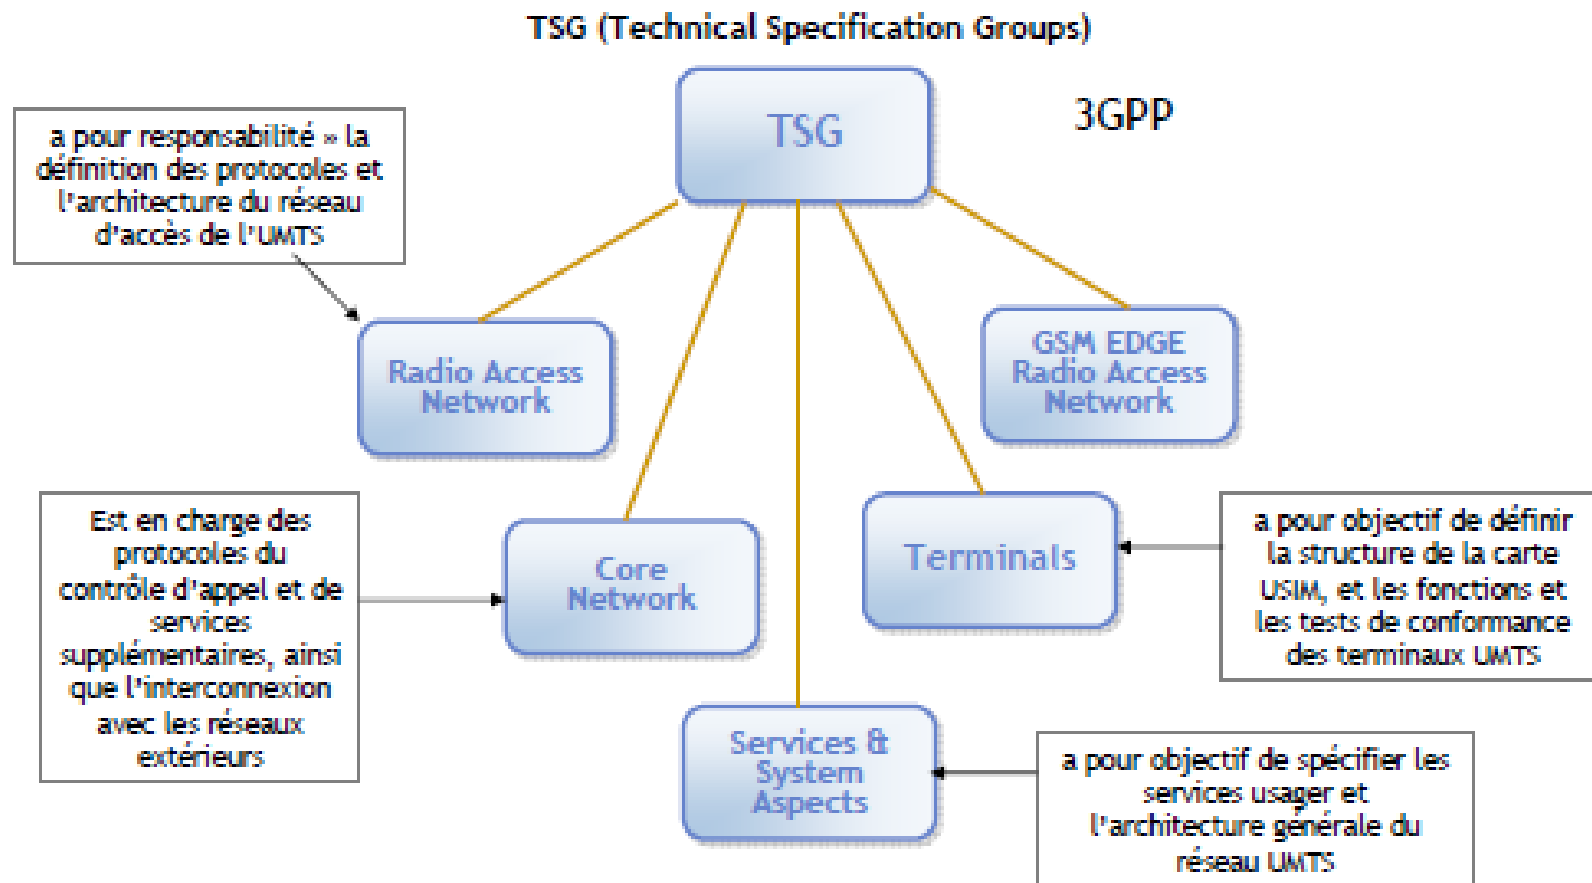 TSG (Technical Specification Groups)
TSG
3GPP
a pour responsabilité » la
définition des protocoles et
l'architecture du réseau
d'accès de l'UMTS
Radio Access
Network
GSM EDGE
Radio Access
Network
Est en charge des
protocoles du
contrôle d'appel et de
services
supplémentaires, ainsi
que l'interconnexion
avec les réseaux
extérieurs
Core
Network
Terminals
a pour objectif de définir
la structure de la carte
USIM, et les fonctions et
les tests de conformance
des terminaux UMTS
Services &
System
Aspects
a pour objectif de spécifier les
services usager et
l'architecture générale du
réseau UMTS